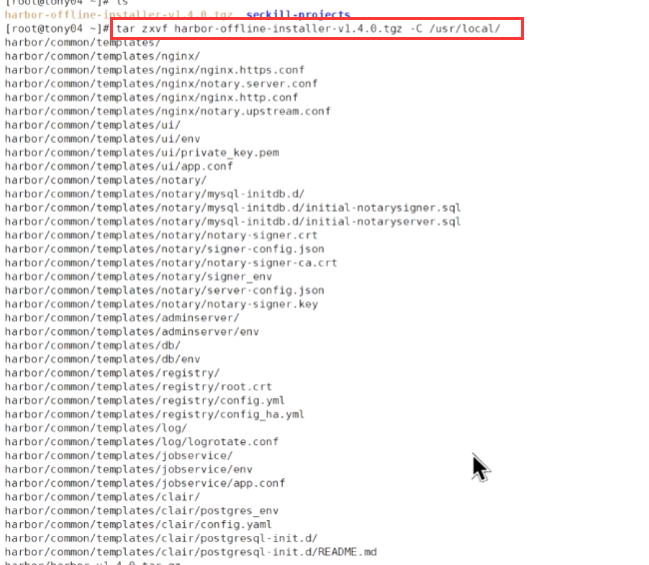 [root@tony04 ~]# ls
harbor-offline-installer-v1.4.0.tgz  seckill-projects
[root@tony04 ~]# tar zxvf harbor-offline-installer-v1.4.0.tgz -C /usr/local/
harbor/common/templates/
harbor/common/templates/nginx/
harbor/common/templates/nginx/nginx.https.conf
harbor/common/templates/nginx/notary.server.conf
harbor/common/templates/nginx/nginx.http.conf
harbor/common/templates/nginx/notary.upstream.conf
harbor/common/templates/ui/
harbor/common/templates/ui/env
harbor/common/templates/ui/private_key.pem
harbor/common/templates/ui/app.conf
harbor/common/templates/notary/
harbor/common/templates/notary/mysql-initdb.d/
harbor/common/templates/notary/mysql-initdb.d/initial-notarysigner.sql
harbor/common/templates/notary/mysql-initdb.d/initial-notaryserver.sql
harbor/common/templates/notary/notary-signer.crt
harbor/common/templates/notary/signer-config.json
harbor/common/templates/notary/notary-signer-ca.crt
harbor/common/templates/notary/signer_env
harbor/common/templates/notary/server-config.json
harbor/common/templates/notary/notary-signer.key
harbor/common/templates/adminserver/
harbor/common/templates/adminserver/env
harbor/common/templates/db/
harbor/common/templates/db/env
harbor/common/templates/registry/
harbor/common/templates/registry/root.crt
harbor/common/templates/registry/config.yml
harbor/common/templates/registry/config_ha.yml
harbor/common/templates/log/
harbor/common/templates/log/logrotate.conf
harbor/common/templates/jobservice/
harbor/common/templates/jobservice/env
harbor/common/templates/jobservice/app.conf
harbor/common/templates/clair/
harbor/common/templates/clair/postgres_env
harbor/common/templates/clair/config.yaml
harbor/common/templates/clair/postgresql-init.d/
harbor/common/templates/clair/postgresql-init.d/README.md
harbor/harbor.v1.4.0.tar.gz